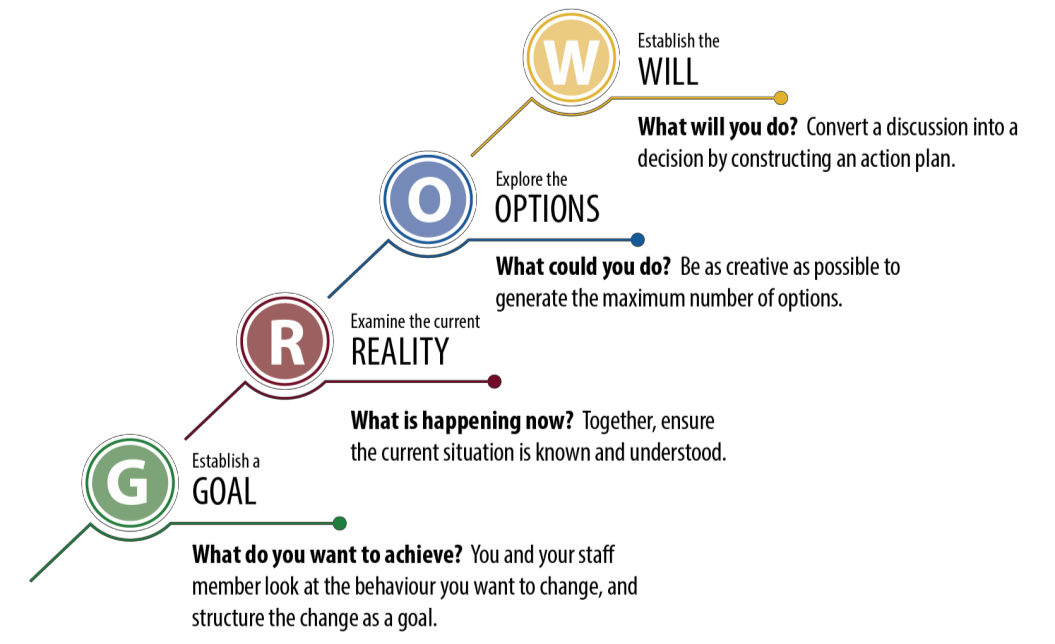 W
Establish the
WILL
What will you do? Convert a discussion into a
decision by constructing an action plan.
O
Explore the
OPTIONS
What could you do? Be as creative as possible to
generate the maximum number of options.
R
Examine the current
REALITY
What is happening now? Together, ensure
the current situation is known and understood.
G
Establish a
GOAL
What do you want to achieve? You and your staff
member look at the behaviour you want to change, and
structure the change as a goal.